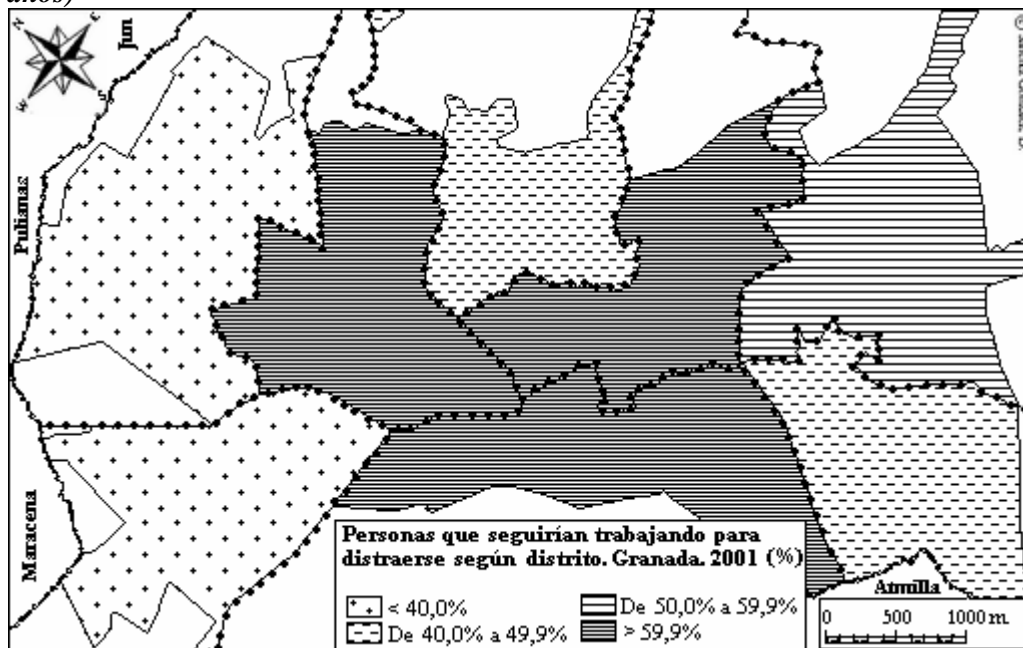 años)
N
E
S
W
Jun
Pulianas
Maracena
Personas que seguirían trabajando para
distraerse según distrito. Granada. 2001 (%)
< 40,0%
De 50,0% a 59,9%
De 40,0% a 49,9%
> 59,9%
Armilla
0 500 1000 m.